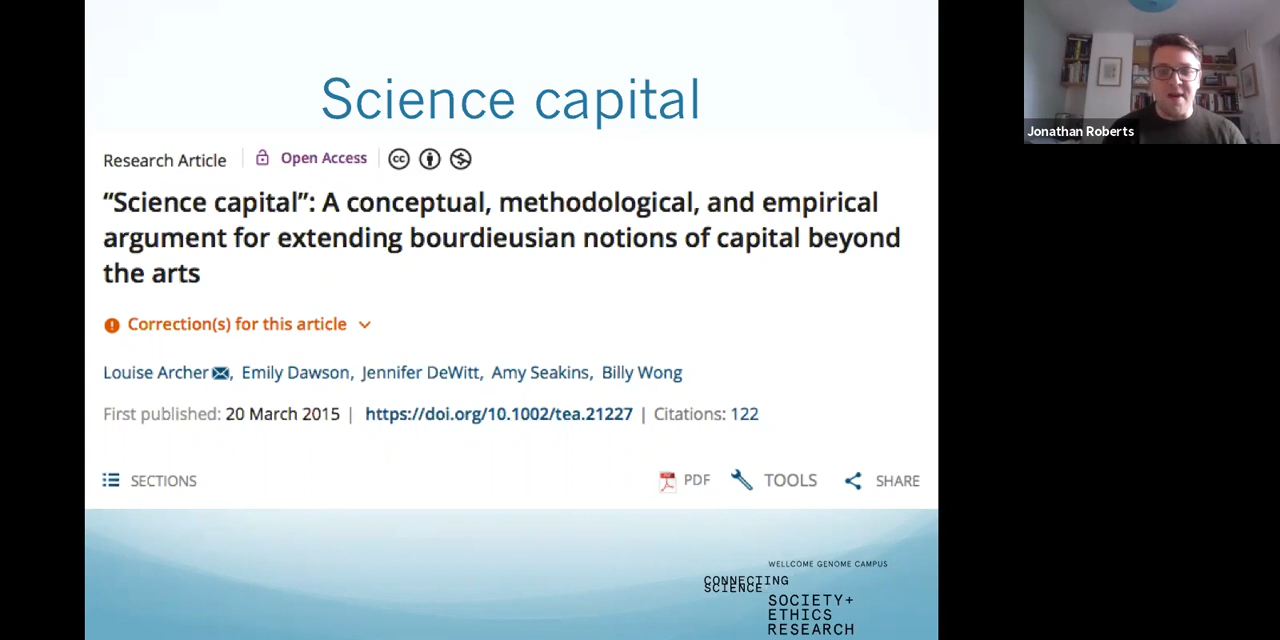 Science capital
Research Article
Open Access
“Science capital”: A conceptual, methodological, and empirical
argument for extending bourdieusian notions of capital beyond
the arts
Correction(s) for this article
Louise Archer, Emily Dawson, Jennifer DeWitt, Amy Seakins, Billy Wong
First published: 20 March 2015 | https://doi.org/10.1002/tea.21227 | Citations: 122
SECTIONS
PDF
TOOLS
SHARE
WELLCOME GENOME CAMPUS
CONNECTING
SCIENCE
SOCIETY+
ETHICS
RESEARCH
Jonathan Roberts